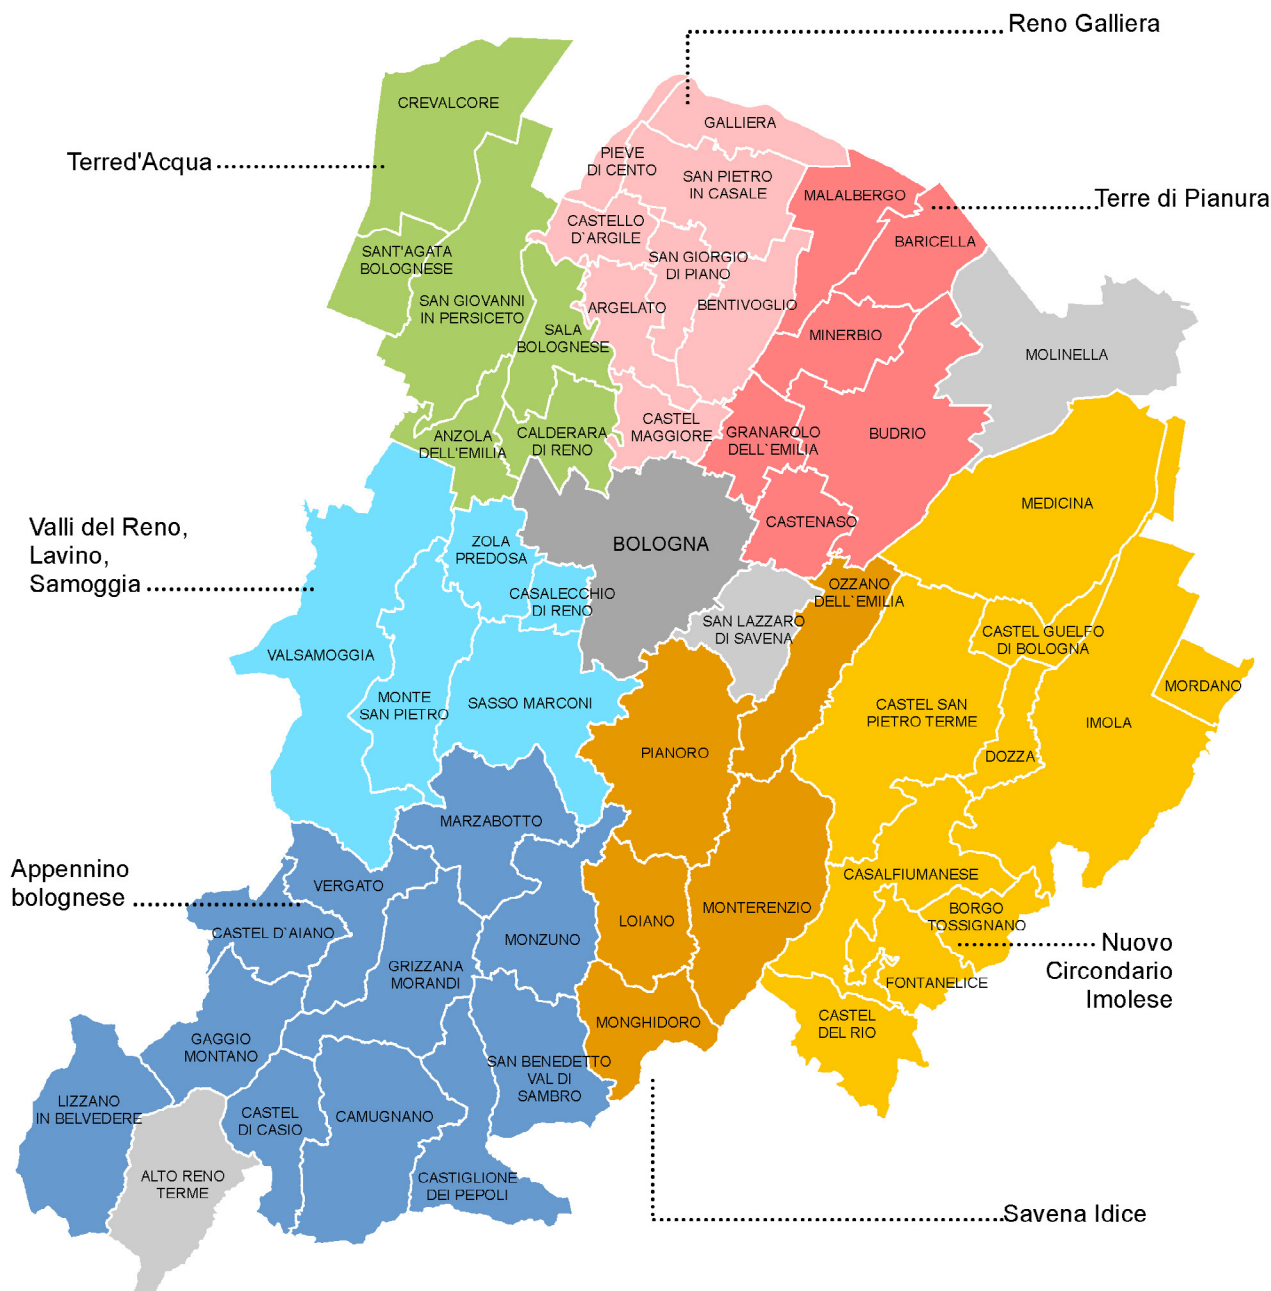 Reno Galliera
CREVALCORE
GALLIERA
Terred'Acqua
PIEVE
DI CENTO
SAN PIETRO
IN CASALE
MALALBERGO
Terre di Pianura
CASTELLO
D`ARGILE
BARICELLA
SANT'AGATA
BOLOGNESE
SAN GIORGIO
DI PIANO
SAN GIOVANNI
IN PERSICETO
ARGELATO
BENTIVOGLIO
SALA
BOLOGNESE
MINERBIO
MOLINELLA
CASTEL
MAGGIORE
ANZOLA
DELL'EMILIA
CALDERARA
DI RENO
GRANAROLO
DELL`EMILIA
BUDRIO
MEDICINA
Valli del Reno,
Lavino,
Samoggia
CASTENASO
ZOLA
PREDOSA
BOLOGNA
CASALECCHIO
DI RENO
OZZANO
DELL`EMILIA
SAN LAZZARO
DI SAVENA
CASTEL GUELFO
DI BOLOGNA
VALSAMOGGIA
MONTE
SAN PIETRO
SASSO MARCONI
CASTEL SAN
PIETRO TERME
MORDANO
IMOLA
PIANORO
DOZZA
MARZABOTTO
Appennino
bolognese
VERGATO
CASALFIUMANESE
CASTEL D`AIANO
MONZUNO
LOIANO
MONTERENZIO
BORGO
TOSSIGNANO
Nuovo
Circondario
Imolese
GRIZZANA
MORANDI
FONTANELICE
GAGGIO
MONTANO
MONGHIDORO
CASTEL
DEL RIO
SAN BENEDETTO
VAL DI
SAMBRO
LIZZANO
IN BELVEDERE
CASTEL
DI CASIO
CAMUGNANO
ALTO RENO
TERME
CASTIGLIONE
DEI PEPOLI
Savena Idice